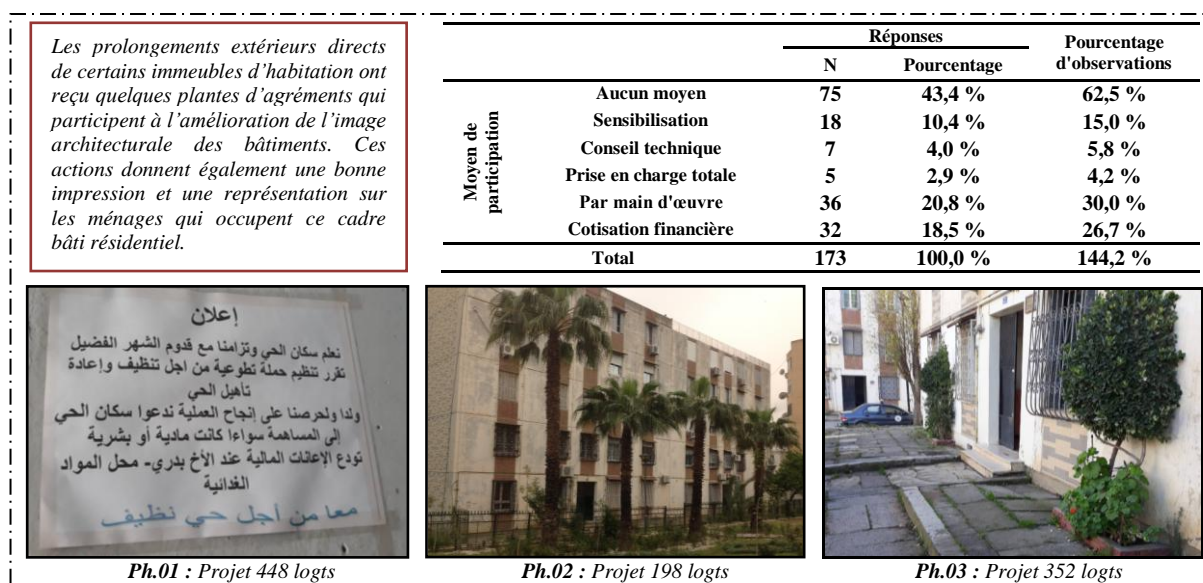 Les prolongements extérieurs directs
de certains immeubles d'habitation ont
reçu quelques plantes d'agréments qui
participent à l'amélioration de l'image
architecturale des bâtiments. Ces
actions donnent également une bonne
impression et une représentation sur
les ménages qui occupent ce cadre
bâti résidentiel.
Réponses Pourcentage d'observations
N Pourcentage
Moyen de participation
Aucun moyen 75 43,4 % 62,5 %
Sensibilisation 18 10,4 % 15,0 %
Conseil technique 7 4,0 % 5,8 %
Prise en charge totale 5 2,9 % 4,2 %
Par main d'œuvre 36 20,8 % 30,0 %
Cotisation financière 32 18,5 % 26,7 %
Total 173 100,0 % 144,2 %
إعلان
نعلم سكان الحي وتزامنا مع قدوم الشهر الفضيل
تقرر تنظيم حملة تطوعية من اجل تنظيف وإعادة
تأهيل الحي
ولدا ولحرصنا على إنجاح العملية ندعوا سكان الحي
إلى المساهمة سواءا كانت مادية أو بشرية
تودع الإعانات المالية عند الأخ بدري- محل المواد
الغدائية
معا من أجل حي نظيف
Ph.01 : Projet 448 logts
Ph.02 : Projet 198 logts
Ph.03 : Projet 352 logts